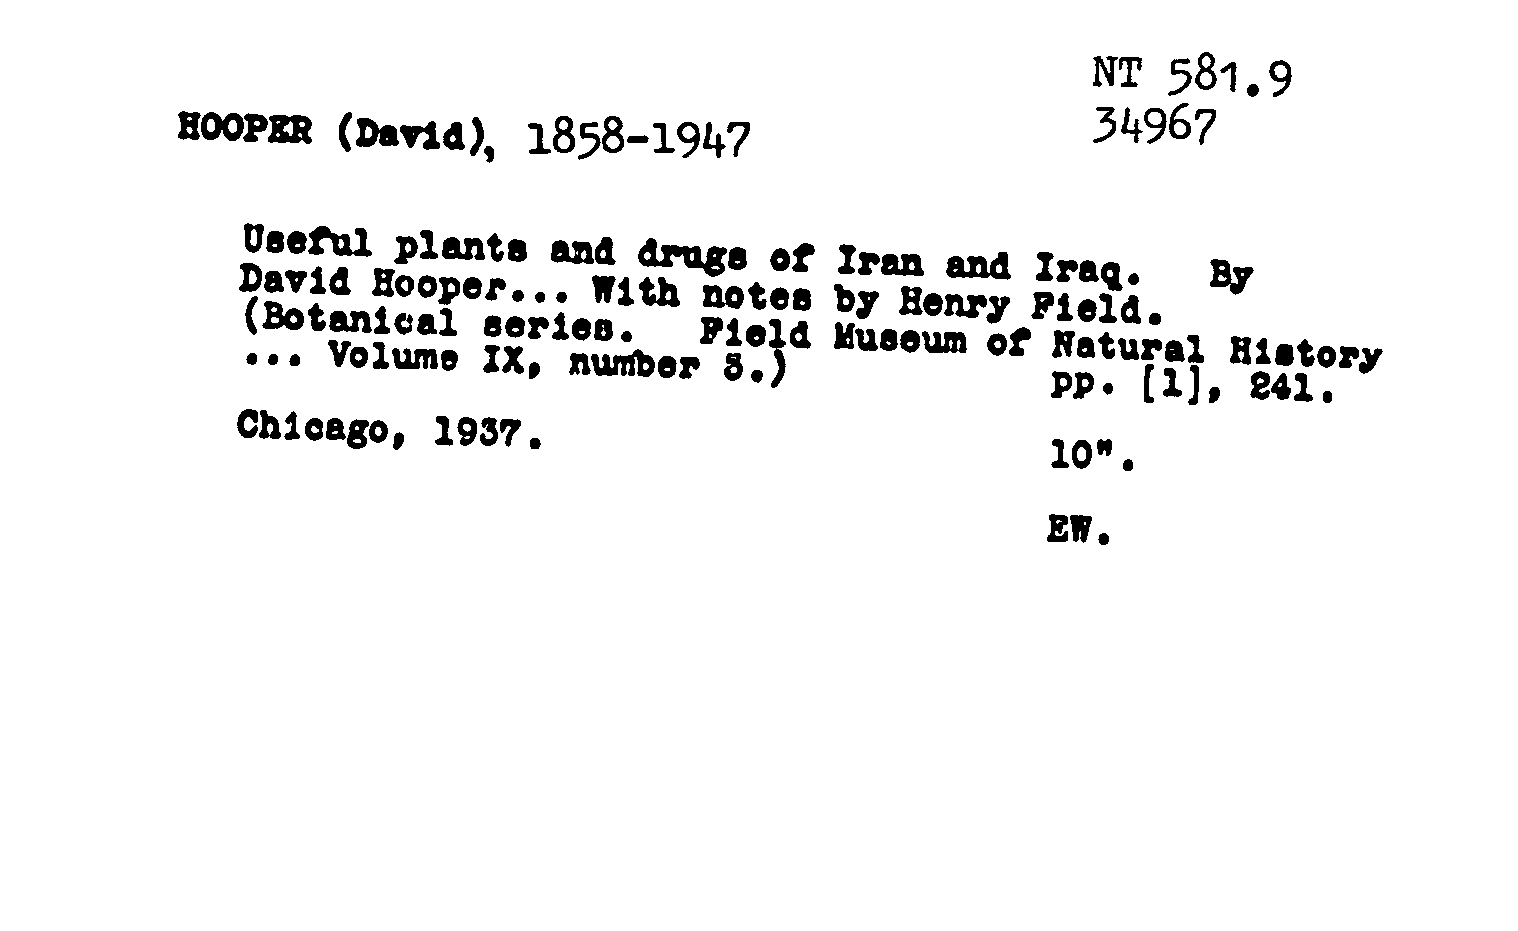 NT 581.9
34967
HOOPER (David), 1858-1947
Useful plants and drugs of Iran and Iraq. By
David Hooper... With notes by Henry Field.
(Botanical series. Field Museum of Natural History
... Volume IX, number 3.)
pp. [1], 241.
Chicago, 1937.
10".
EW.